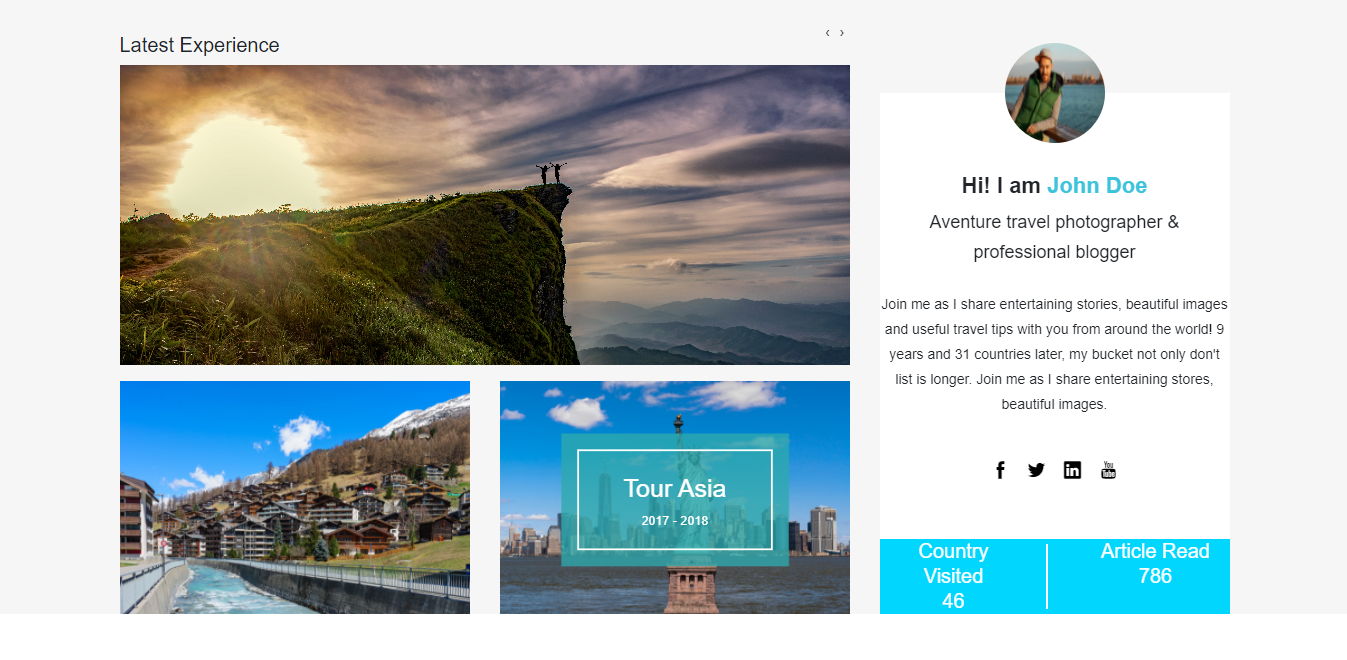 Latest Experience
‹ ›
Tour Asia
2017 - 2018
Hi! I am John Doe
Aventure travel photographer &
professional blogger
Join me as I share entertaining stories, beautiful images
and useful travel tips with you from around the world! 9
years and 31 countries later, my bucket not only don't
list is longer. Join me as I share entertaining stores,
beautiful images.
f in You Tube
Country
Visited
46
Article Read
786